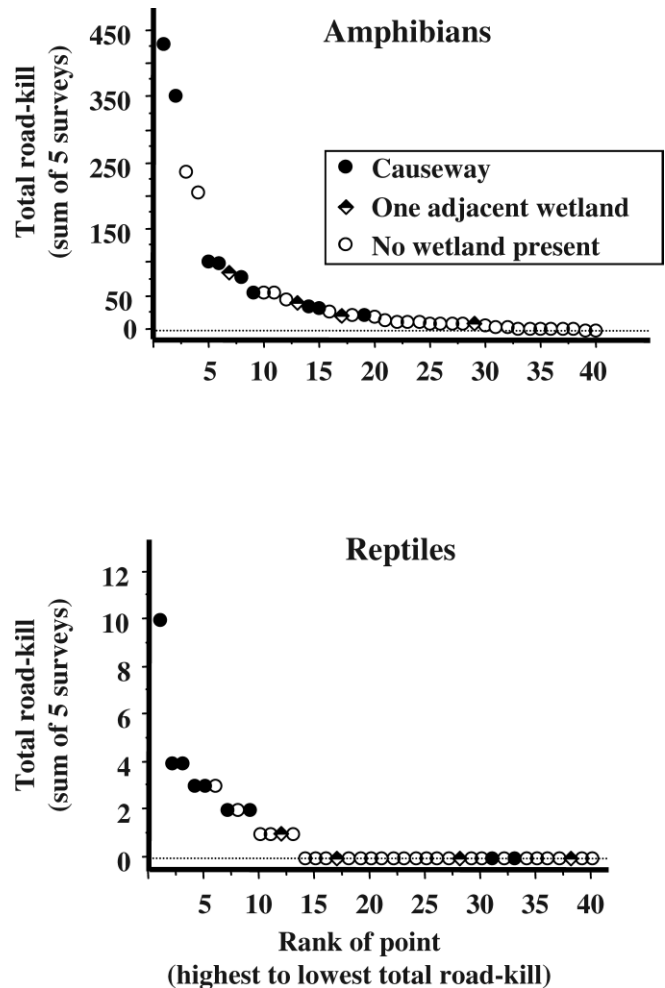 Amphibians
Total road-kill
(sum of 5 surveys)
450
350
250
150
50
0
Causeway
One adjacent wetland
No wetland present
5 10 15 20 25 30 35 40
Reptiles
Total road-kill
(sum of 5 surveys)
12
10
8
6
4
2
0
5 10 15 20 25 30 35 40
Rank of point
(highest to lowest total road-kill)